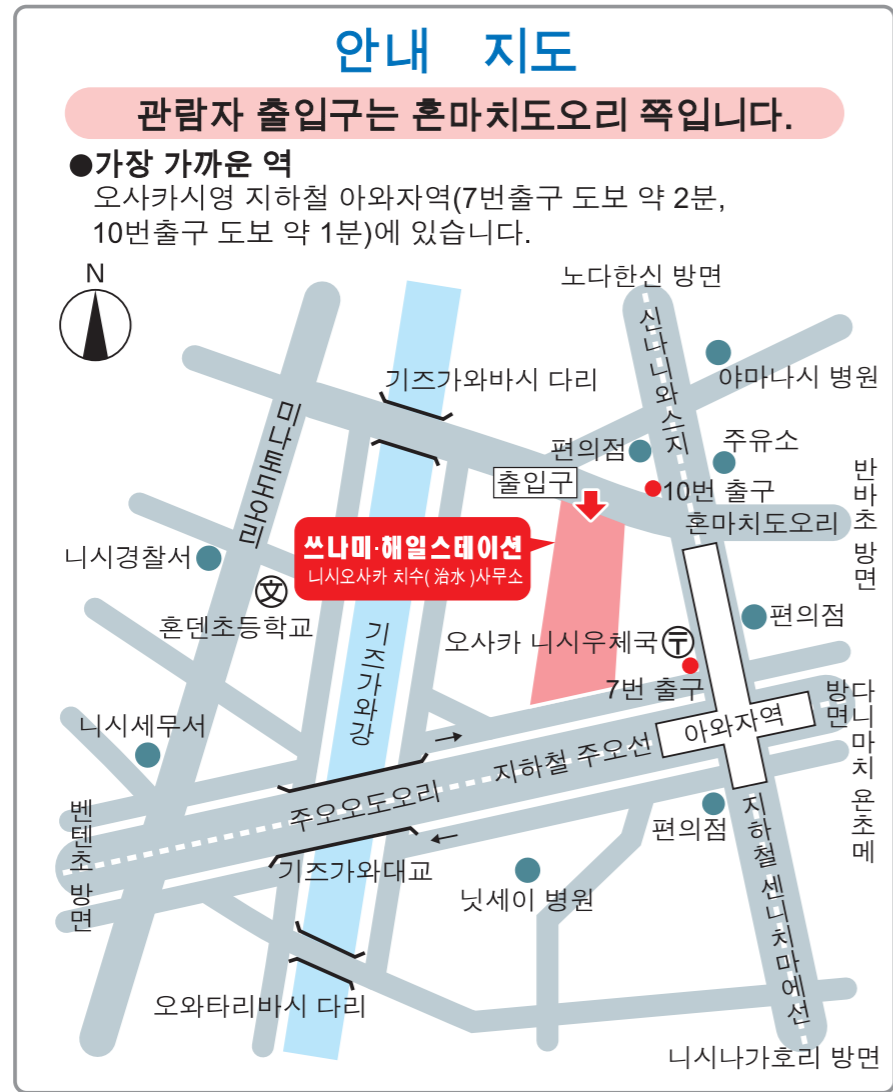 안내 지도
관람자 출입구는 혼마치도오리 쪽입니다.
●가장 가까운 역
오사카시영 지하철 아와자역(7번출구 도보 약 2분,
10번출구 도보 약 1분)에 있습니다.
N
노다한신 방면
신나니와스지
기즈가와바시 다리
야마나시 병원
미나토도오리
편의점
주유소
출입구
10번 출구
반바초 방면
혼마치도오리
쓰나미·해일스테이션
니시오사카 치수( 治水 )사무소
니시경찰서
文
혼덴초등학교
기즈가와강
편의점
오사카 니시우체국
〒
7번 출구
다니마치 욘초메
방면
니시세무서
아와자역
지하철 주오선
주오오도오리
벤텐초 방면
편의점
지하철 센니치마에선
기즈가와대교
닛세이 병원
오와타리바시 다리
니시나가호리 방면